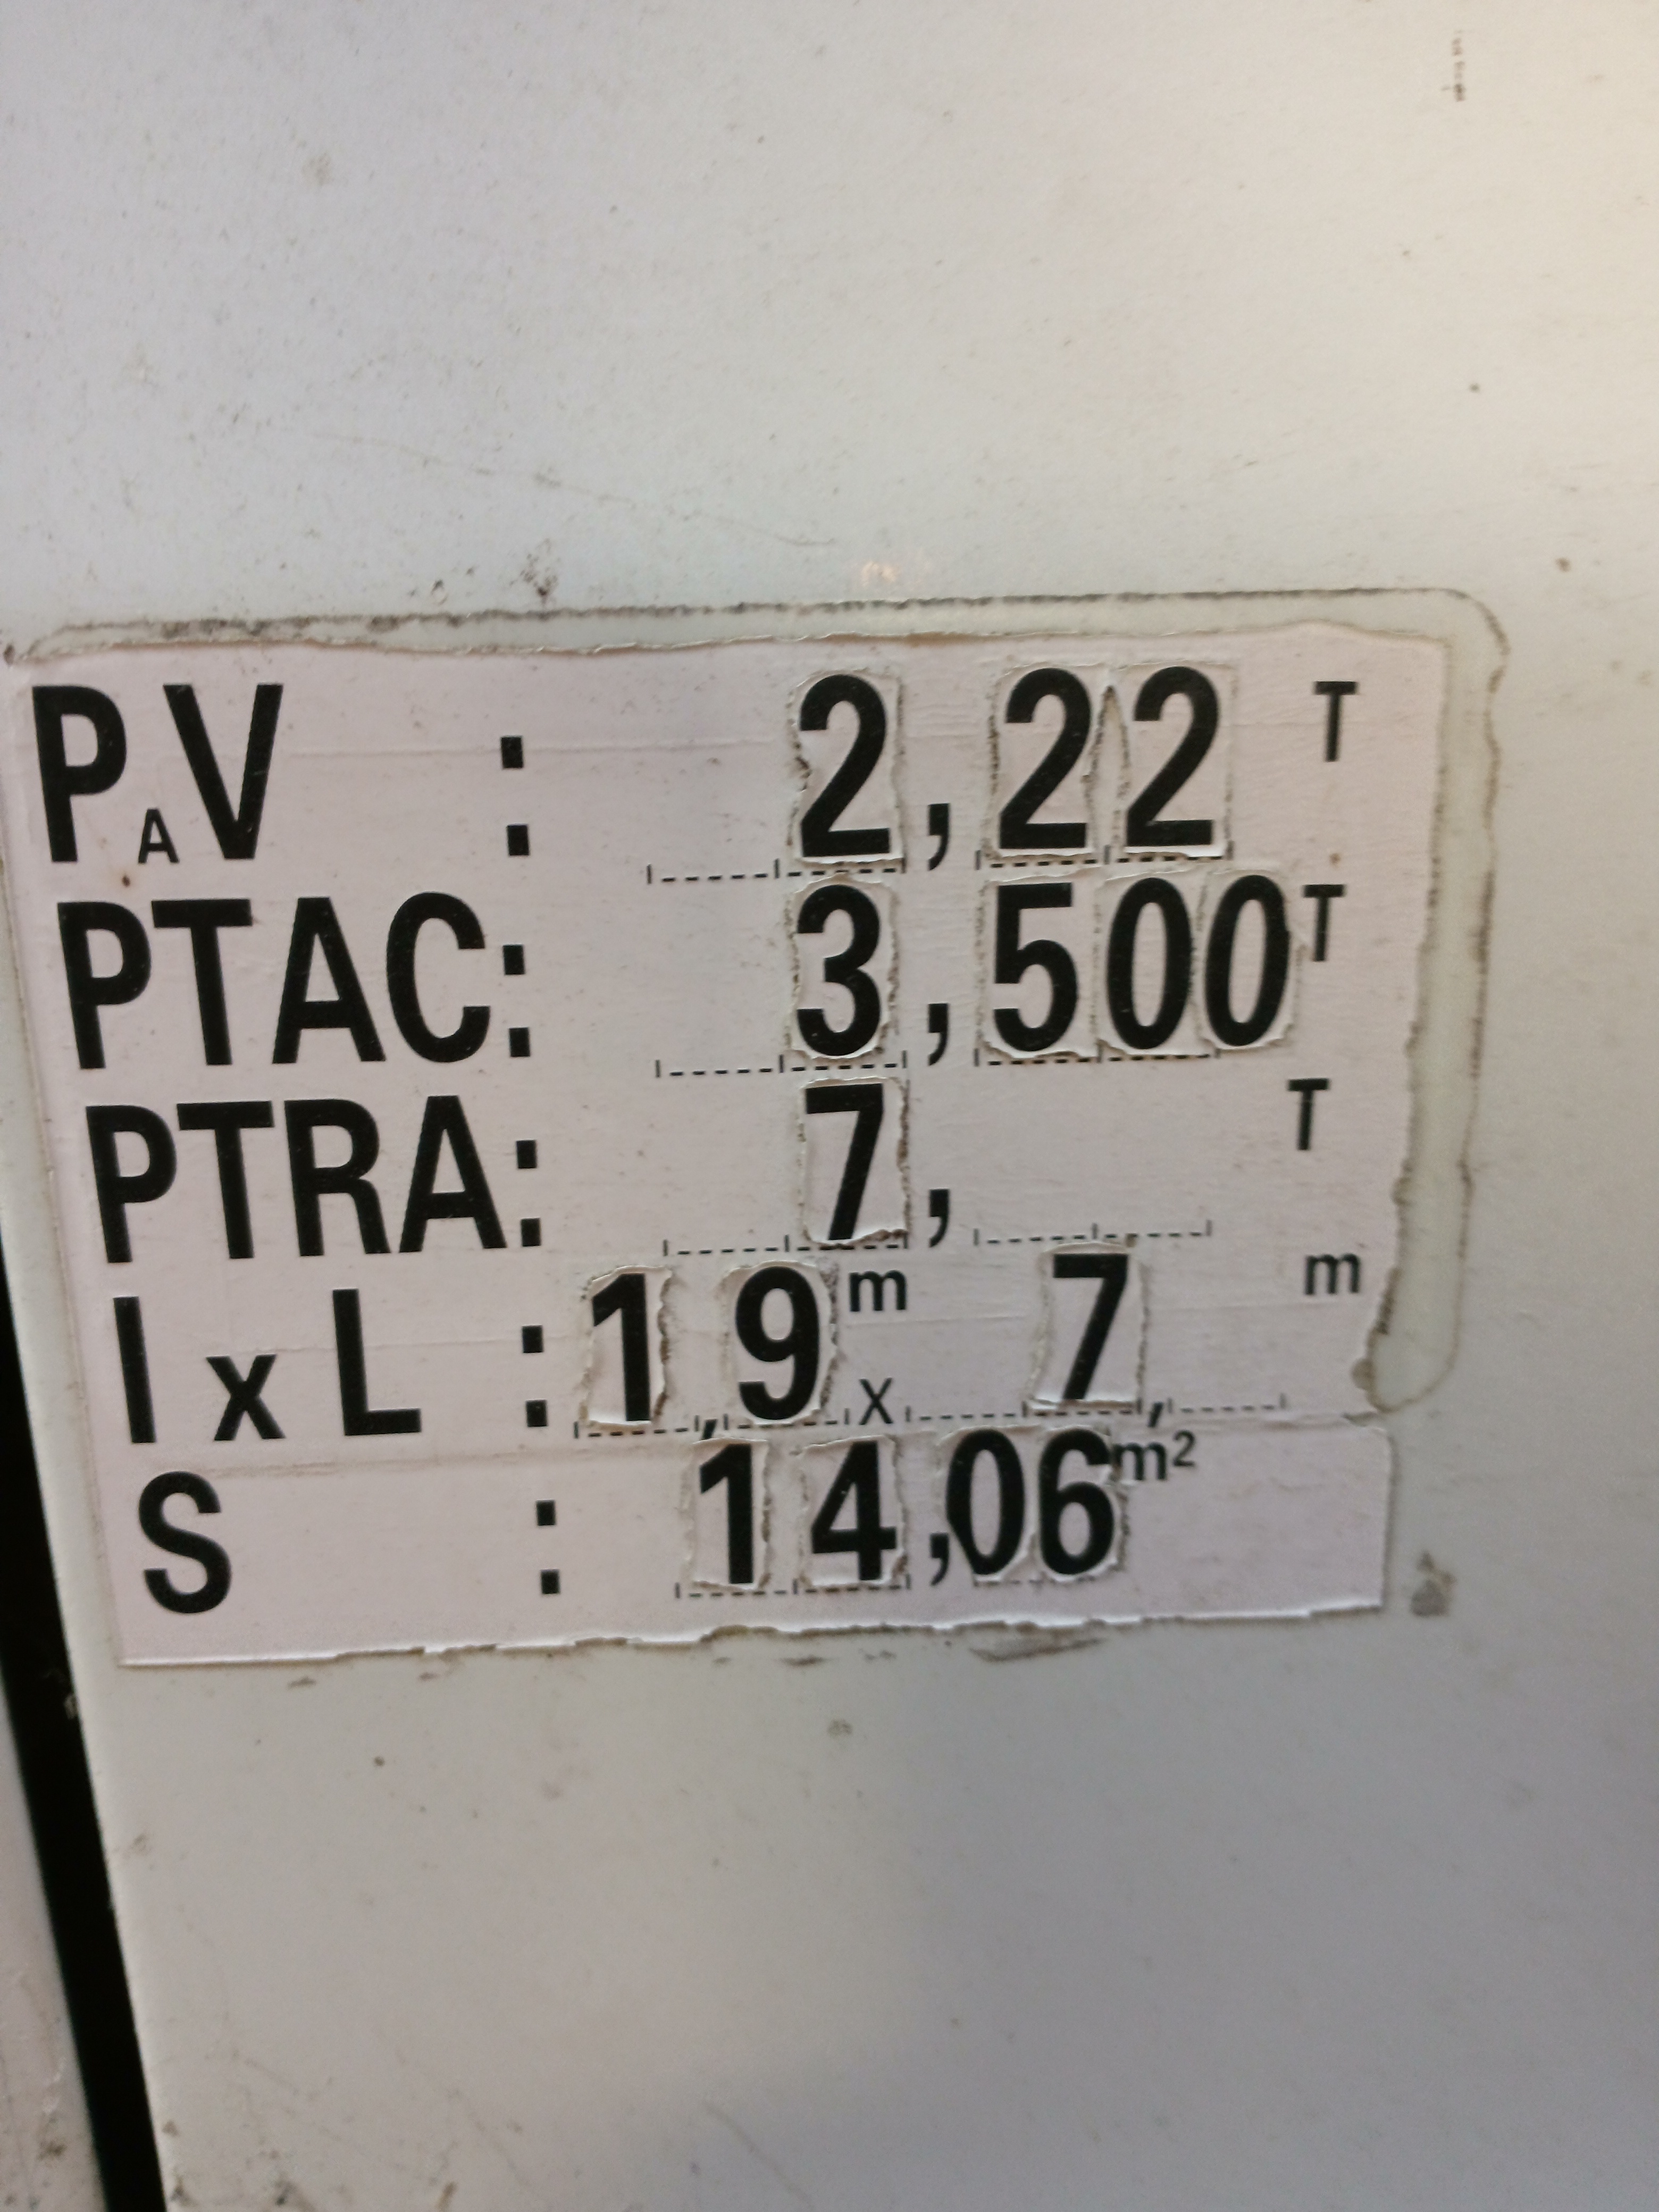 PAV : 2,22 T
PTAC: 3,500 T
PTRA: 7, T
l x L : 1,9 m x 7, m
S : 14,06 m²